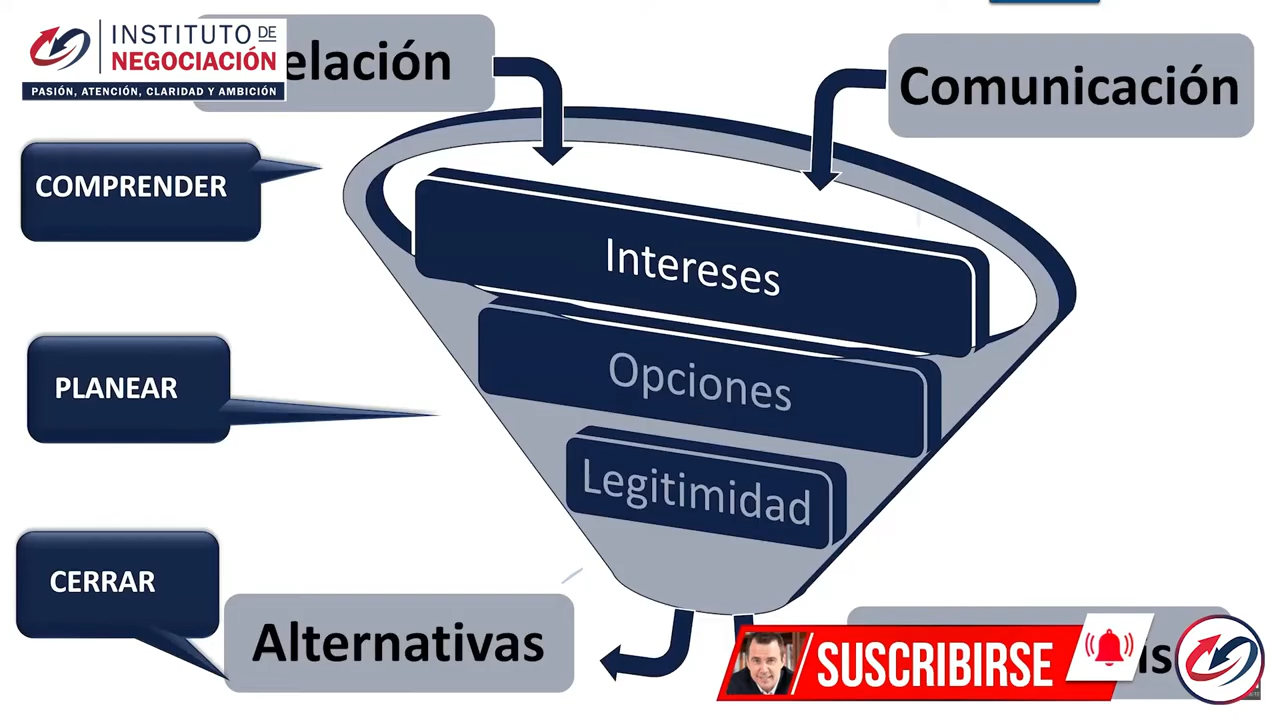 INSTITUTO DE
NEGOCIACIÓN
PASIÓN, ATENCIÓN, CLARIDAD Y AMBICIÓN
elación
Comunicación
COMPRENDER
Intereses
PLANEAR
Opciones
Legitimidad
CERRAR
Alternativas
SUSCRIBIRSE